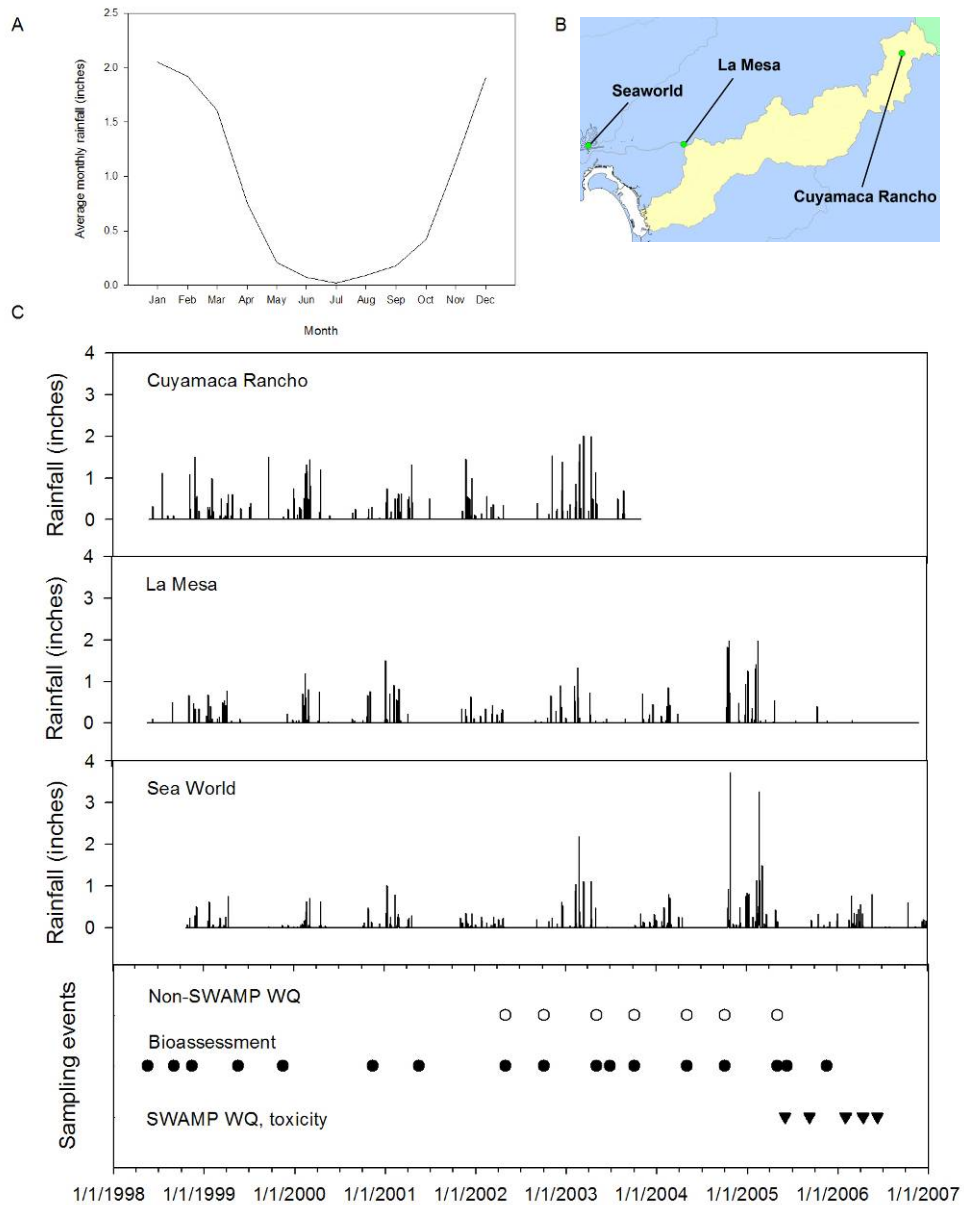 A
2.5
2.0
1.5
1.0
0.5
0.0
Average monthly rainfall (inches)
Jan Feb Mar Apr May Jun Jul Aug Sep Oct Nov Dec
Month
B
La Mesa
Seaworld
Cuyamaca Rancho
C
4
3
2
1
0
Rainfall (inches)
Cuyamaca Rancho
4
3
2
1
0
Rainfall (inches)
La Mesa
4
3
2
1
0
Rainfall (inches)
Sea World
Sampling events
Non-SWAMP WQ
Bioassessment
SWAMP WQ, toxicity
1/1/1998 1/1/1999 1/1/2000 1/1/2001 1/1/2002 1/1/2003 1/1/2004 1/1/2005 1/1/2006 1/1/2007